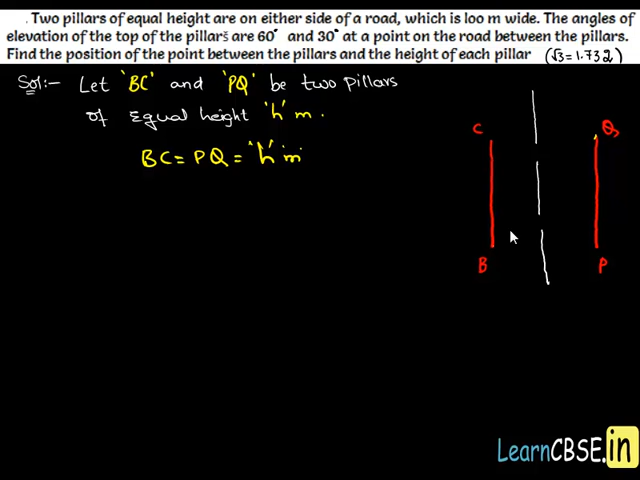 . Two pillars of equal height are on either side of a road, which is loo m wide. The angles
elevation of the top of the pillars are 60° and 30° at a point on the road between the pillars.
Find the position of the point between the pillars and the height of each pillar (√3=1.732)
Sol:- Let 'BC' and 'PQ' be two pillars
of Equal height 'h' m .
BC = PQ = 'h' m
C Q
B P
LearnCBSE.in